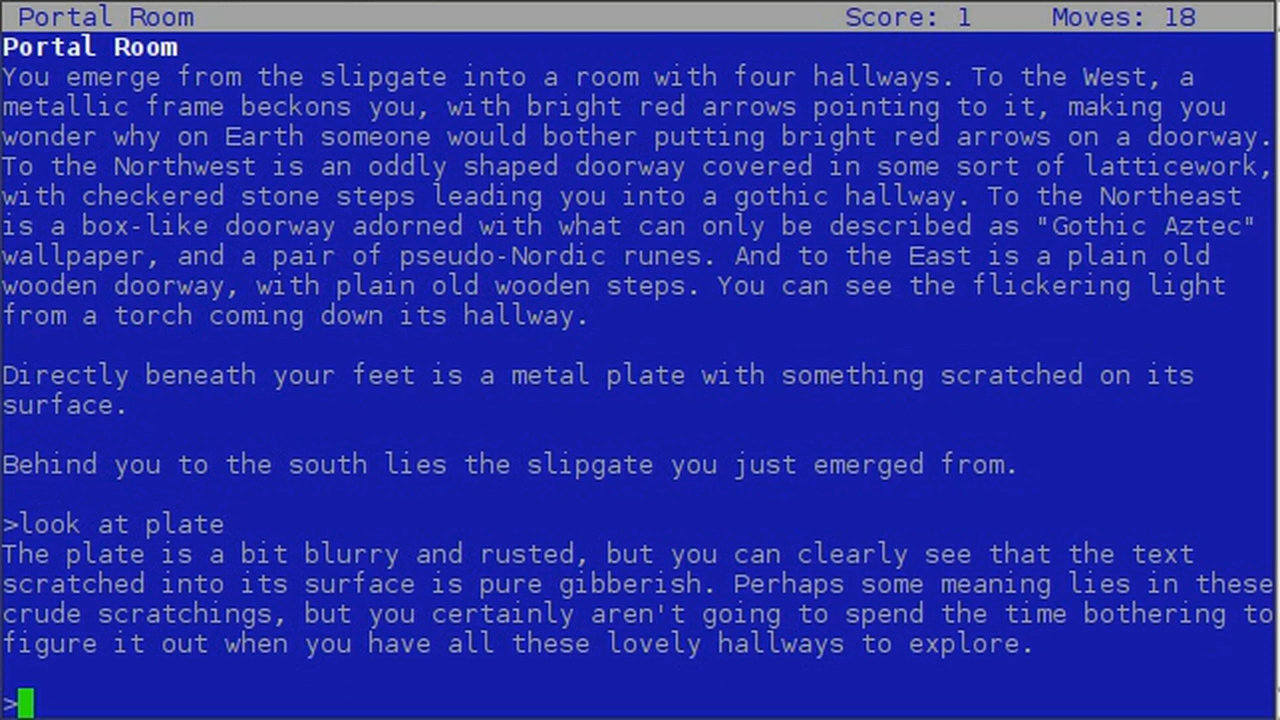 Portal Room Score: 1 Moves: 18
Portal Room
You emerge from the slipgate into a room with four hallways. To the West, a
metallic frame beckons you, with bright red arrows pointing to it, making you
wonder why on Earth someone would bother putting bright red arrows on a doorway.
To the Northwest is an oddly shaped doorway covered in some sort of latticework,
with checkered stone steps leading you into a gothic hallway. To the Northeast
is a box-like doorway adorned with what can only be described as "Gothic Aztec"
wallpaper, and a pair of pseudo-Nordic runes. And to the East is a plain old
wooden doorway, with plain old wooden steps. You can see the flickering light
from a torch coming down its hallway.
Directly beneath your feet is a metal plate with something scratched on its
surface.
Behind you to the south lies the slipgate you just emerged from.
>look at plate
The plate is a bit blurry and rusted, but you can clearly see that the text
scratched into its surface is pure gibberish. Perhaps some meaning lies in these
crude scratchings, but you certainly aren't going to spend the time bothering to
figure it out when you have all these lovely hallways to explore.
>